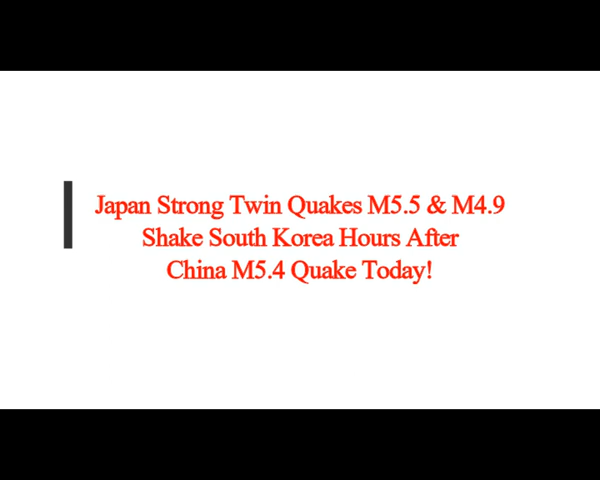 Japan Strong Twin Quakes M5.5 & M4.9
Shake South Korea Hours After
China M5.4 Quake Today!